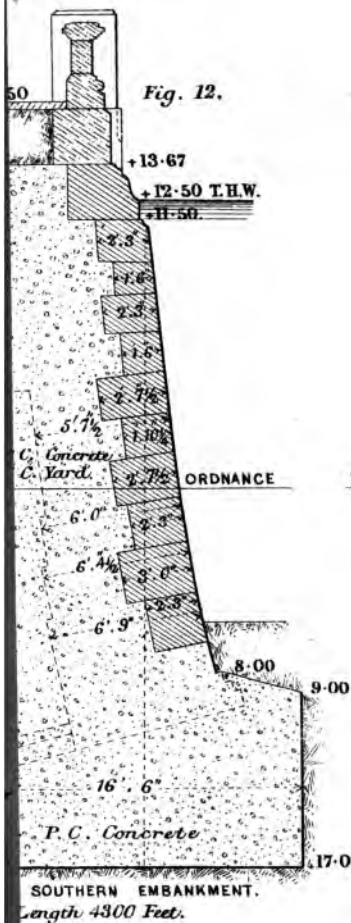 50
Fig. 12.
+13·67
+12·50 T.H.W.
+11·50.
2'.3"
1.6"
2'.3"
1'.6"
2'.7½"
5'.7½
1.10½
C. Concrete
C. Yard
2'.7½"
ORDNANCE
6'.0"
2'.3"
6'.4½"
3'.0"
2'.3"
6'.9"
8·00
9·00
16'.6"
P.C. Concrete
17·0
SOUTHERN EMBANKMENT.
Length 4300 Feet.